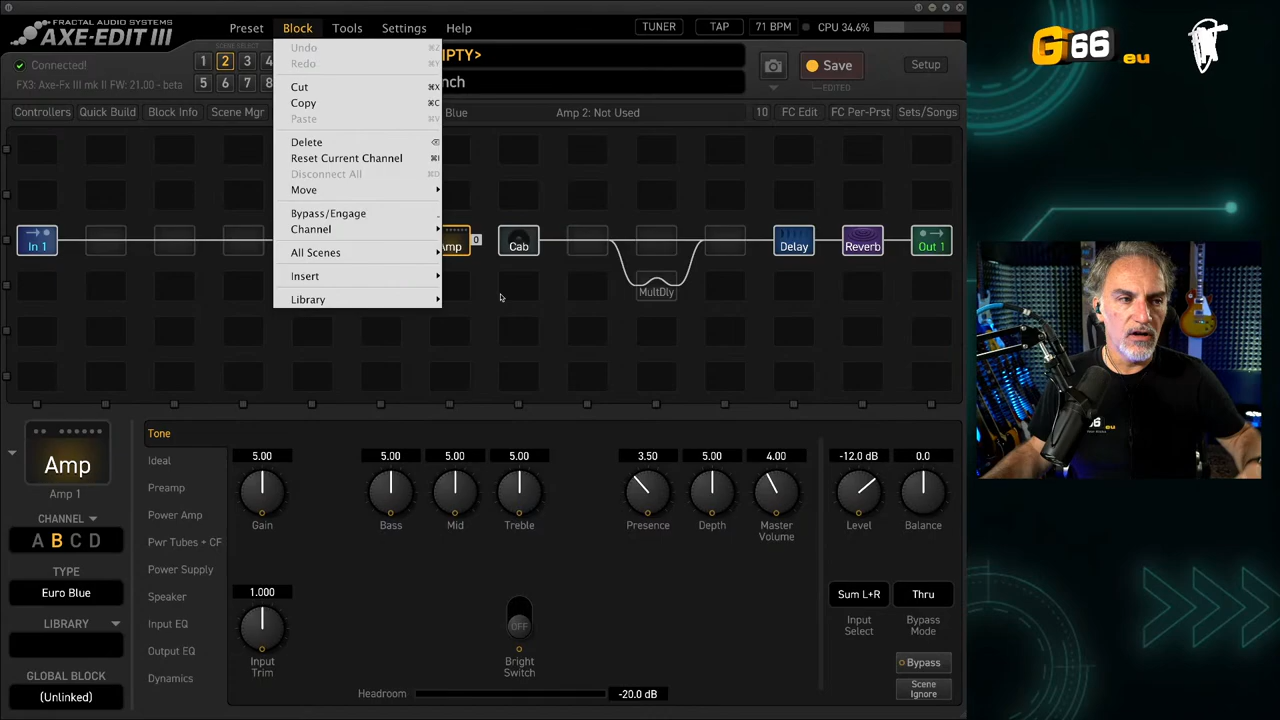 FRACTAL AUDIO SYSTEMS
AXE-EDIT III
Preset Block Tools Settings Help
TUNER TAP 71 BPM CPU 34.6%
SCENE SELECT
1 2 3 4
5 6 7 8
Connected!
FX3: Axe-Fx III mk II FW: 21.00 - beta
IPTY>
nch
Save
EDITED
Setup
Controllers Quick Build Block Info Scene Mgr
Blue
Amp 2: Not Used
10 FC Edit FC Per-Prst Sets/Songs
Undo ⌘Z
Redo ⌘Y
Cut ⌘X
Copy ⌘C
Paste ⌘V
Delete ⌫
Reset Current Channel ⌘I
Disconnect All ⌘D
Move
Bypass/Engage _
Channel
All Scenes
Insert
Library
In 1
mp
0
Cab
MultDly
Delay
Reverb
Out 1
Amp
Amp 1
CHANNEL
A B C D
TYPE
Euro Blue
LIBRARY
GLOBAL BLOCK
(Unlinked)
Tone
Ideal
Preamp
Power Amp
Pwr Tubes + CF
Power Supply
Speaker
Input EQ
Output EQ
Dynamics
5.00 5.00 5.00 5.00 3.50 5.00 4.00 -12.0 dB 0.0
Gain Bass Mid Treble Presence Depth Master Volume Level Balance
1.000
Input Trim
OFF
Bright Switch
Sum L+R Thru
Input Select
Bypass Mode
Bypass
Scene Ignore
Headroom -20.0 dB
G66
eu
66
eu